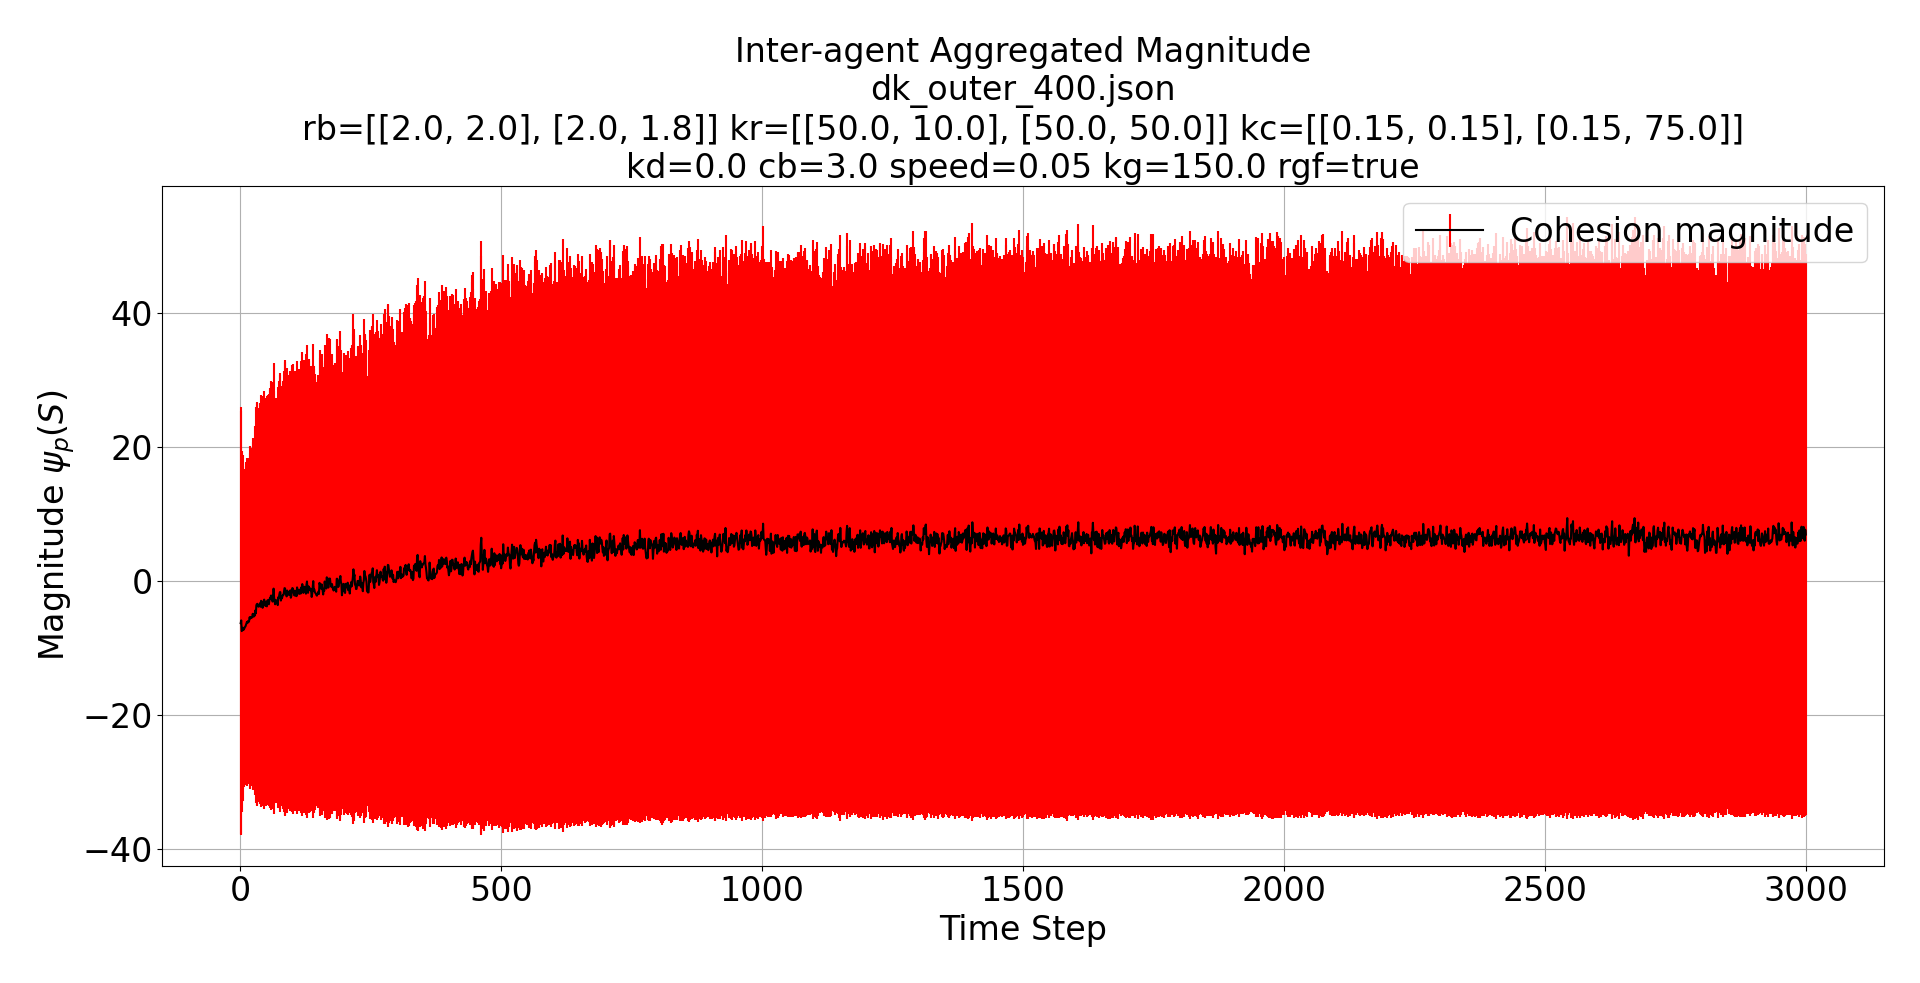 Inter-agent Aggregated Magnitude
dk_outer_400.json
rb=[[2.0, 2.0], [2.0, 1.8]] kr=[[50.0, 10.0], [50.0, 50.0]] kc=[[0.15, 0.15], [0.15, 75.0]]
kd=0.0 cb=3.0 speed=0.05 kg=150.0 rgf=true
Cohesion magnitude
Magnitude ψ_p(S)
40
20
0
−20
−40
0 500 1000 1500 2000 2500 3000
Time Step